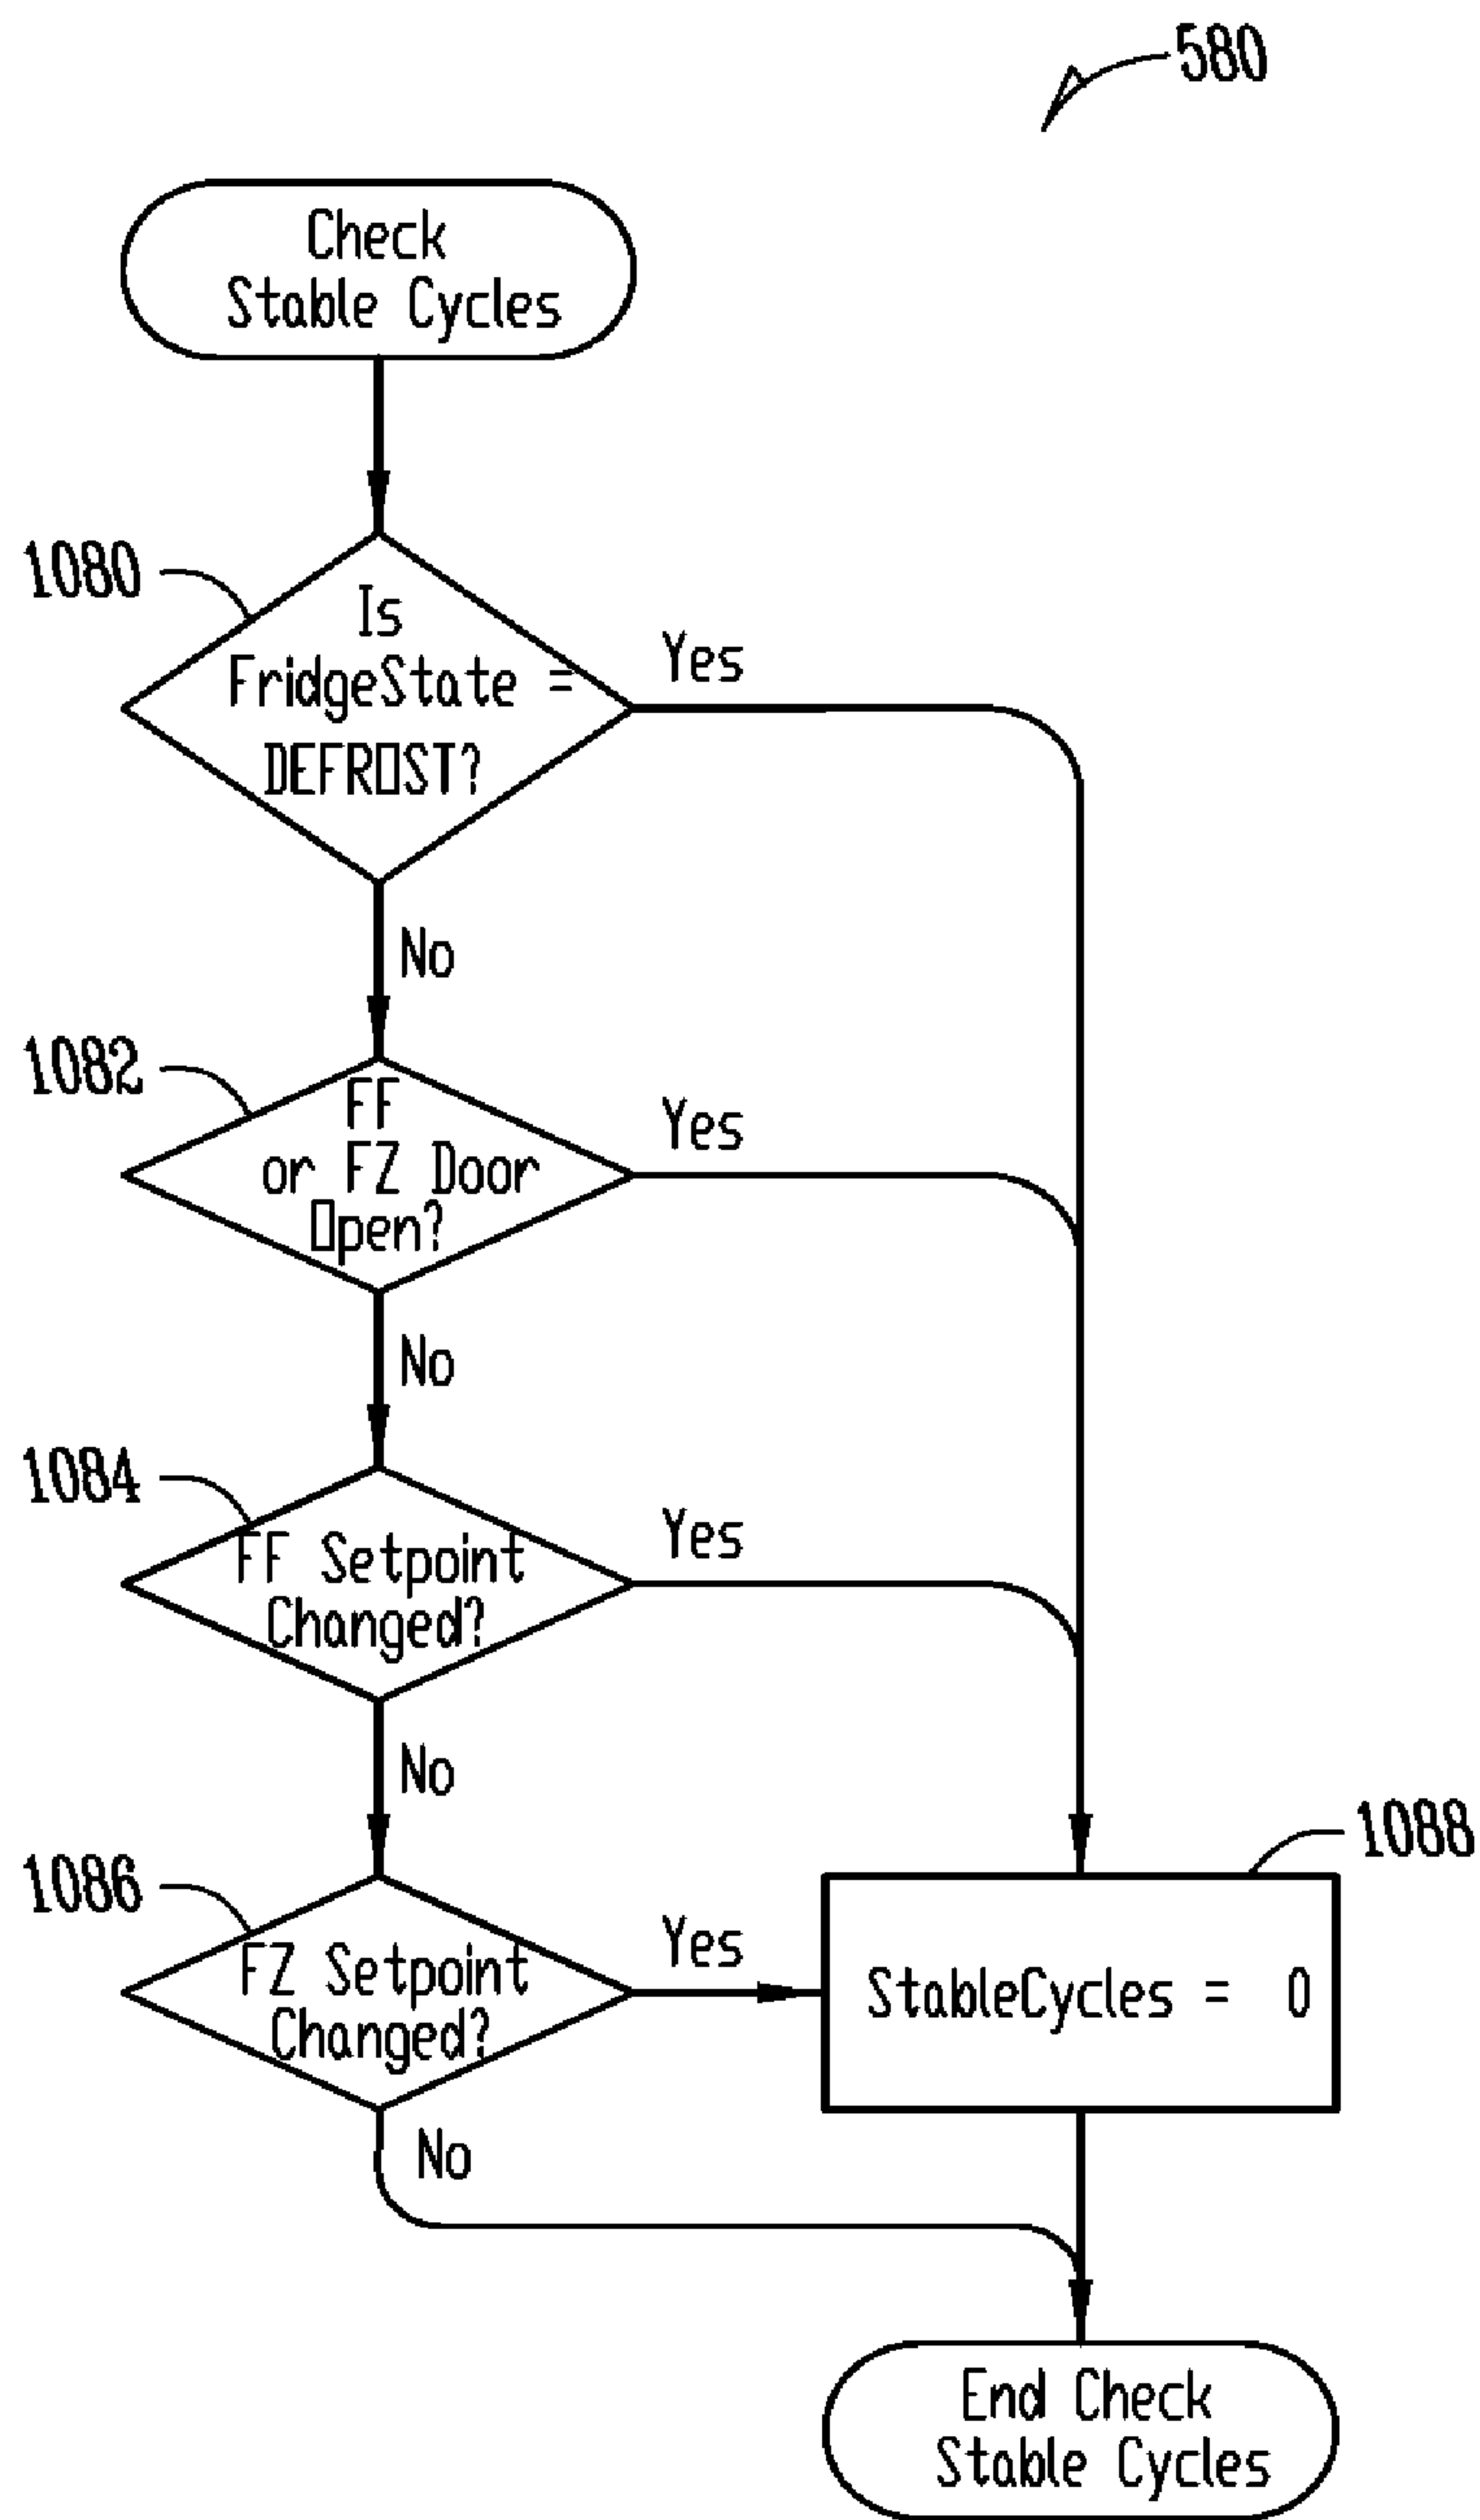 580
Check
Stable Cycles
1080
Is
FridgeState =
DEFROST?
Yes
No
1082
FF
or FZ Door
Open?
Yes
No
1084
FF Setpoint
Changed?
Yes
No
1086
FZ Setpoint
Changed?
Yes
No
1088
StableCycles = 0
End Check
Stable Cycles